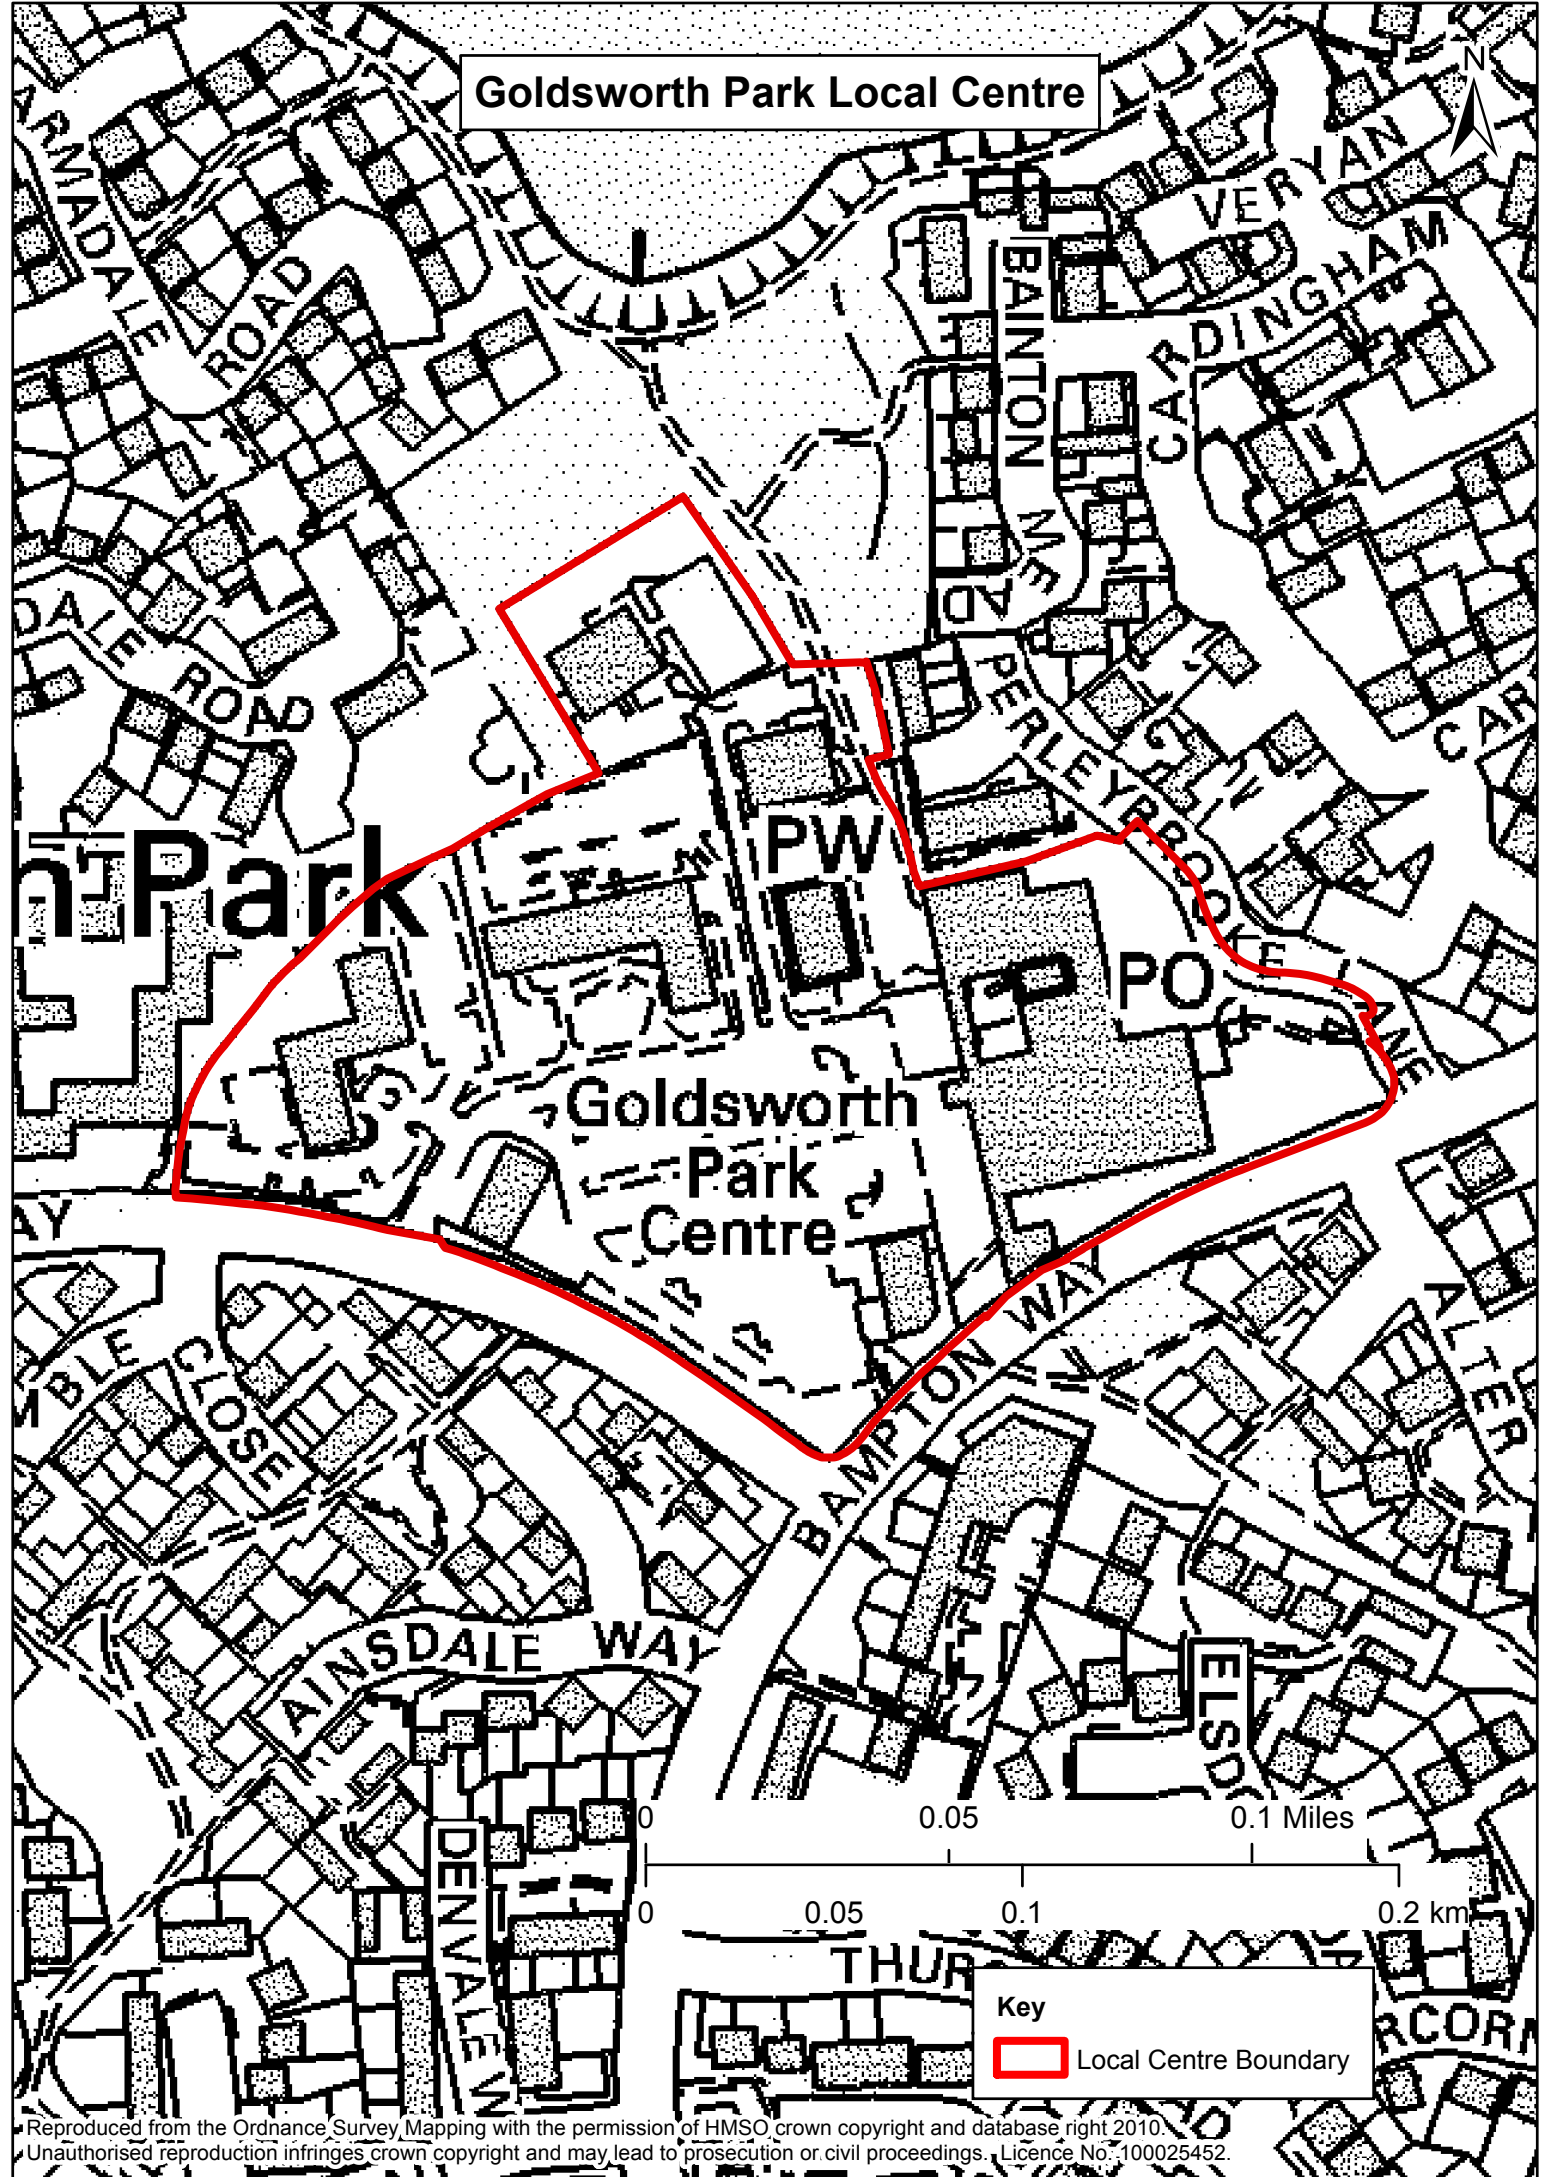 Goldsworth Park Local Centre
N
ARMADALE
ROAD
VERYAN
CARDINGHAM
BAINTON
MEAD
DALE ROAD
PERLEYBROOKE LANE
CAR
h Park
PW
PO
Goldsworth
Park
Centre
AY
BAMPTON WAY
MBLE
CLOSE
ALTER
AINSDALE WAY
ELSDO
DENVALE W
0 0.05 0.1 Miles
0 0.05 0.1 0.2 km
THUR
RCORN
AD
Key
Local Centre Boundary
Reproduced from the Ordnance Survey Mapping with the permission of HMSO crown copyright and database right 2010.
Unauthorised reproduction infringes crown copyright and may lead to prosecution or civil proceedings. Licence No: 100025452.